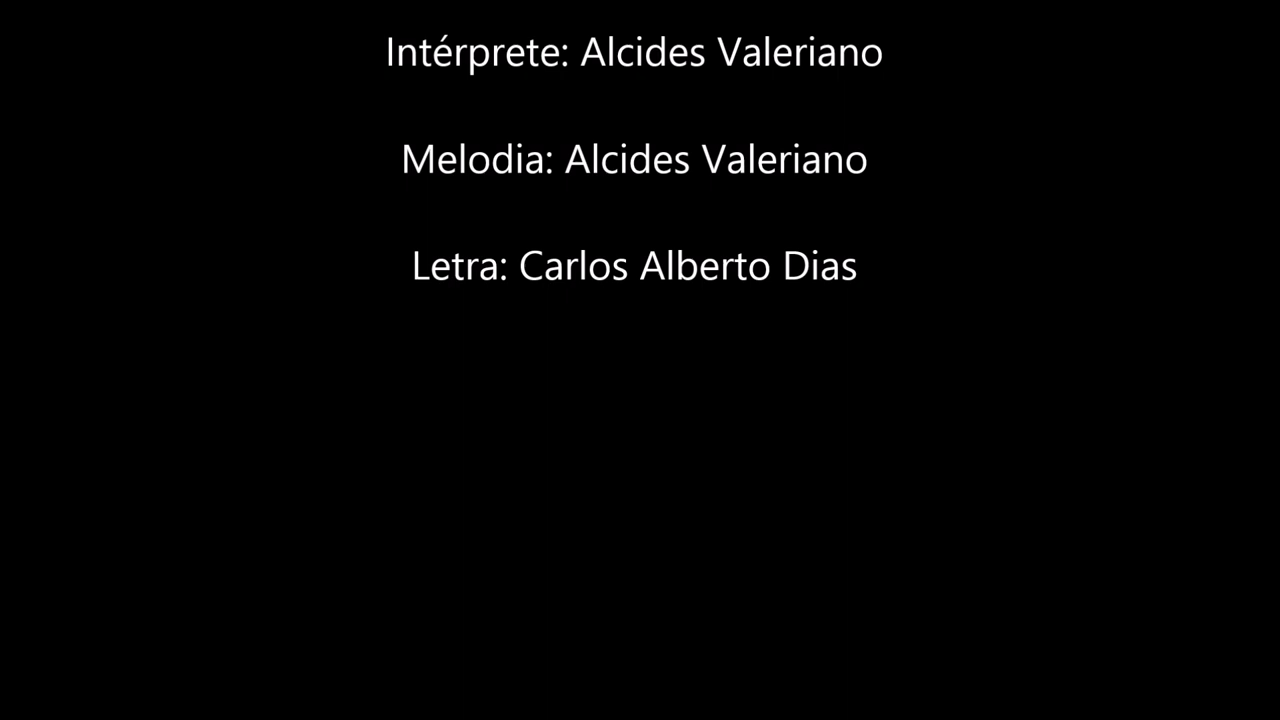 Intérprete: Alcides Valeriano
Melodia: Alcides Valeriano
Letra: Carlos Alberto Dias